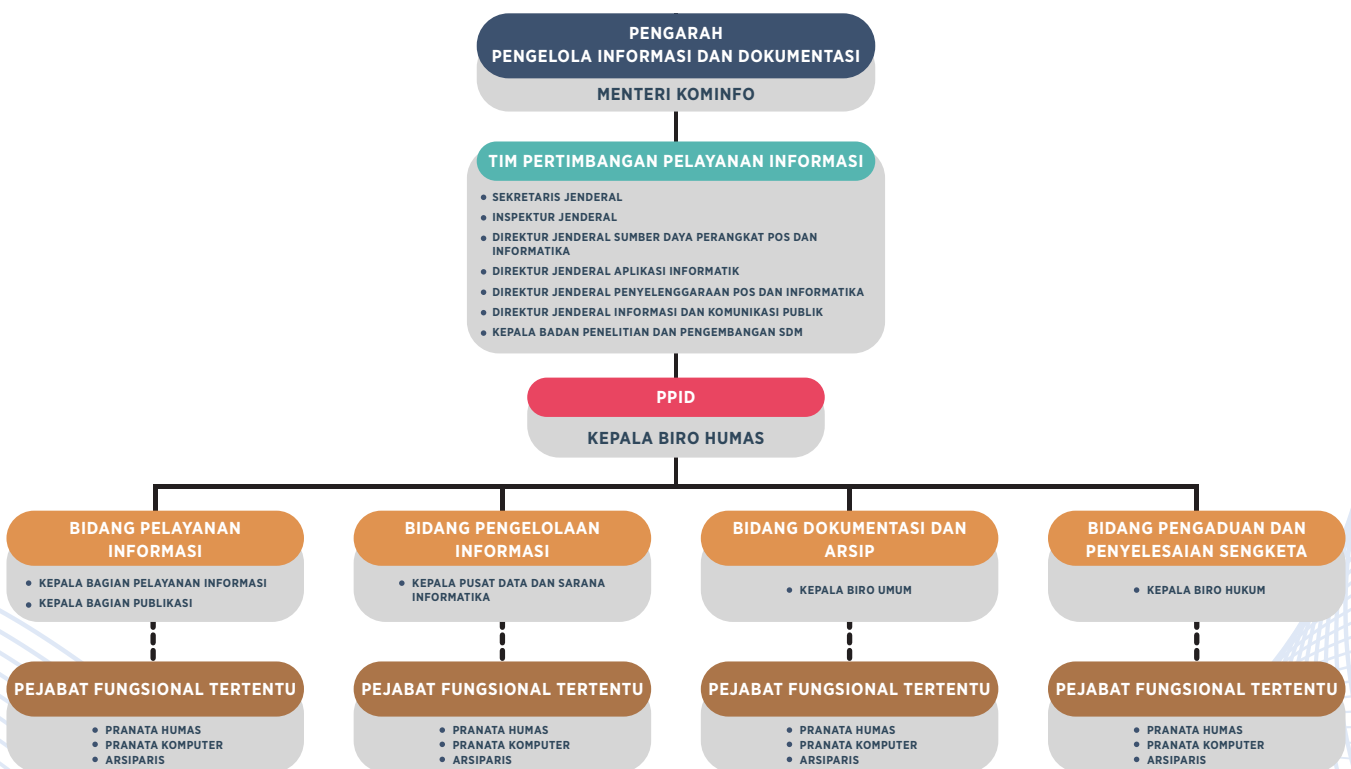 PENGARAH
PENGELOLA INFORMASI DAN DOKUMENTASI
MENTERI KOMINFO
TIM PERTIMBANGAN PELAYANAN INFORMASI
SEKRETARIS JENDERAL
INSPEKTUR JENDERAL
DIREKTUR JENDERAL SUMBER DAYA PERANGKAT POS DAN
INFORMATIKA
DIREKTUR JENDERAL APLIKASI INFORMATIK
DIREKTUR JENDERAL PENYELENGGARAAN POS DAN INFORMATIKA
DIREKTUR JENDERAL INFORMASI DAN KOMUNIKASI PUBLIK
KEPALA BADAN PENELITIAN DAN PENGEMBANGAN SDM
PPID
KEPALA BIRO HUMAS
BIDANG PELAYANAN
INFORMASI
KEPALA BAGIAN PELAYANAN INFORMASI
KEPALA BAGIAN PUBLIKASI
BIDANG PENGELOLAAN
INFORMASI
KEPALA PUSAT DATA DAN SARANA
INFORMATIKA
BIDANG DOKUMENTASI DAN
ARSIP
KEPALA BIRO UMUM
BIDANG PENGADUAN DAN
PENYELESAIAN SENGKETA
KEPALA BIRO HUKUM
PEJABAT FUNGSIONAL TERTENTU
PRANATA HUMAS
PRANATA KOMPUTER
ARSIPARIS
PEJABAT FUNGSIONAL TERTENTU
PRANATA HUMAS
PRANATA KOMPUTER
ARSIPARIS
PEJABAT FUNGSIONAL TERTENTU
PRANATA HUMAS
PRANATA KOMPUTER
ARSIPARIS
PEJABAT FUNGSIONAL TERTENTU
PRANATA HUMAS
PRANATA KOMPUTER
ARSIPARIS